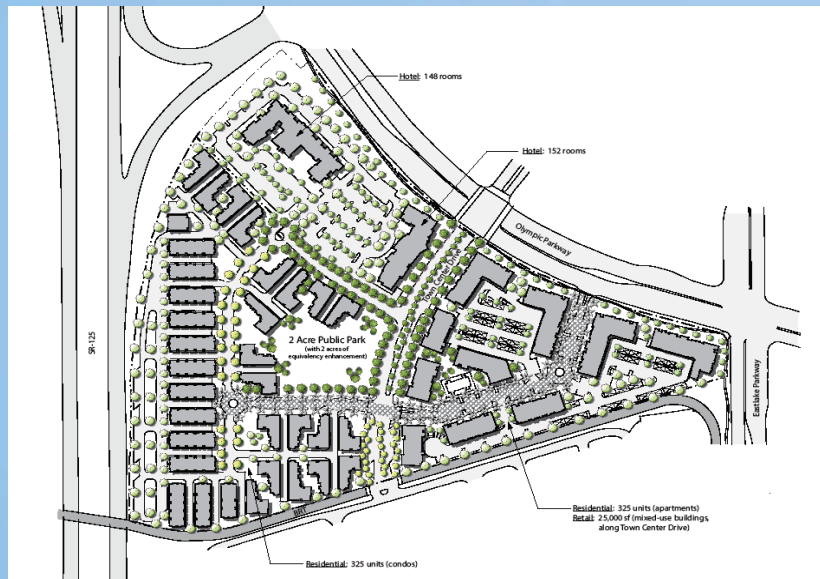 Hotel: 148 rooms
Hotel: 152 rooms
Olympic Parkway
Town Center Drive
SR-125
2 Acre Public Park
(with 2 acres of
equivalency enhancement)
Eastlake Parkway
BRT
Residential: 325 units (apartments)
Retail: 25,000 sf (mixed-use buildings,
along Town Center Drive)
Residential: 325 units (condos)